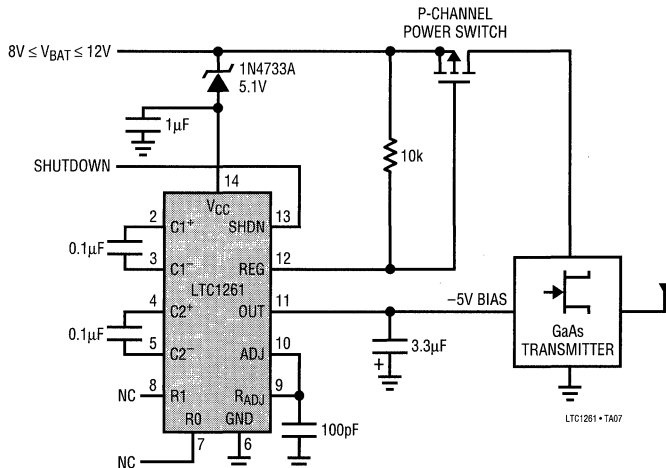 P-CHANNEL
POWER SWITCH
8V ≤ VBAT ≤ 12V
1N4733A
5.1V
1µF
10k
SHUTDOWN
14
VCC
2
C1+
SHDN
13
0.1µF
3
C1−
REG
12
LTC1261
4
C2+
OUT
11
−5V BIAS
0.1µF
5
C2−
ADJ
10
3.3µF
+
GaAs
TRANSMITTER
NC
8
R1
RADJ
9
R0
GND
100pF
7
6
NC
LTC1261 • TA07